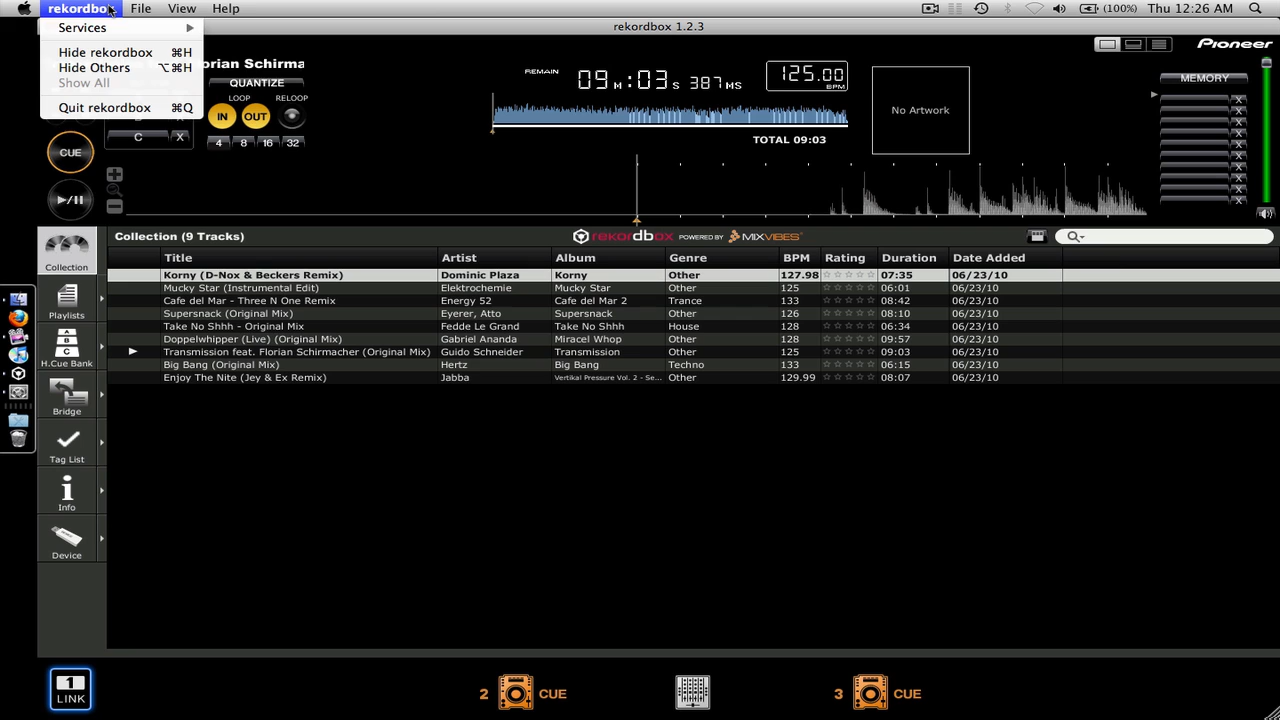 rekordbox File View Help (100%) Thu 12:26 AM
Services
Hide rekordbox ⌘H
Hide Others ⌥⌘H
Show All
Quit rekordbox ⌘Q
rekordbox 1.2.3
Pioneer
orian Schirma
QUANTIZE
LOOP RELOOP
IN OUT
4 8 16 32
C X
CUE
REMAIN 09 M : 03 S 387 MS
125.00 BPM
TOTAL 09:03
No Artwork
MEMORY
X
X
X
X
X
X
X
X
X
X
Collection (9 Tracks) rekordbox POWERED BY MIXVIBES
Title Artist Album Genre BPM Rating Duration Date Added
Korny (D-Nox & Beckers Remix) Dominic Plaza Korny Other 127.98 07:35 06/23/10
Mucky Star (Instrumental Edit) Elektrochemie Mucky Star Other 125 06:01 06/23/10
Cafe del Mar - Three N One Remix Energy 52 Cafe del Mar 2 Trance 133 08:42 06/23/10
Supersnack (Original Mix) Eyerer, Atto Supersnack Other 126 08:10 06/23/10
Take No Shhh - Original Mix Fedde Le Grand Take No Shhh House 128 06:34 06/23/10
Doppelwhipper (Live) (Original Mix) Gabriel Ananda Miracel Whop Other 128 09:57 06/23/10
Transmission feat. Florian Schirmacher (Original Mix) Guido Schneider Transmission Other 125 09:03 06/23/10
Big Bang (Original Mix) Hertz Big Bang Techno 133 06:15 06/23/10
Enjoy The Nite (Jey & Ex Remix) Jabba Vertikal Pressure Vol. 2 - Se... Other 129.99 08:07 06/23/10
Collection
Playlists
A
B
C
H.Cue Bank
Bridge
Tag List
Info
Device
1
LINK
2 CUE
3 CUE